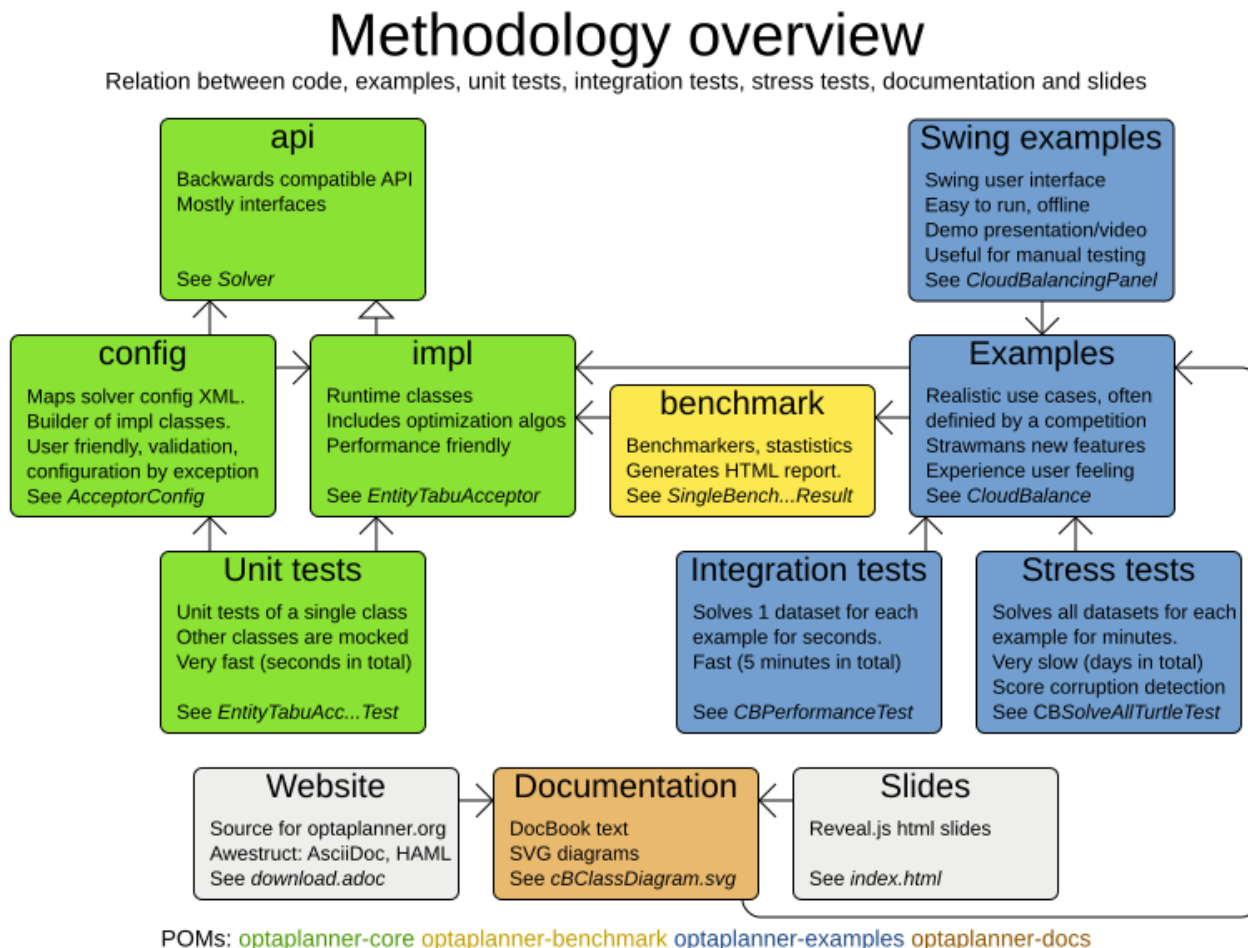 Methodology overview
Relation between code, examples, unit tests, integration tests, stress tests, documentation and slides
api
Backwards compatible API
Mostly interfaces
See Solver
Swing examples
Swing user interface
Easy to run, offline
Demo presentation/video
Useful for manual testing
See CloudBalancingPanel
config
Maps solver config XML.
Builder of impl classes.
User friendly, validation,
configuration by exception
See AcceptorConfig
impl
Runtime classes
Includes optimization algos
Performance friendly
See EntityTabuAcceptor
benchmark
Benchmarkers, stastistics
Generates HTML report.
See SingleBench...Result
Examples
Realistic use cases, often
definied by a competition
Strawmans new features
Experience user feeling
See CloudBalance
Unit tests
Unit tests of a single class
Other classes are mocked
Very fast (seconds in total)
See EntityTabuAcc...Test
Integration tests
Solves 1 dataset for each
example for seconds.
Fast (5 minutes in total)
See CBPerformanceTest
Stress tests
Solves all datasets for each
example for minutes.
Very slow (days in total)
Score corruption detection
See CBSolveAllTurtleTest
Website
Source for optaplanner.org
Awestruct: AsciiDoc, HAML
See download.adoc
Documentation
DocBook text
SVG diagrams
See cBClassDiagram.svg
Slides
Reveal.js html slides
See index.html
POMs: optaplanner-core optaplanner-benchmark optaplanner-examples optaplanner-docs